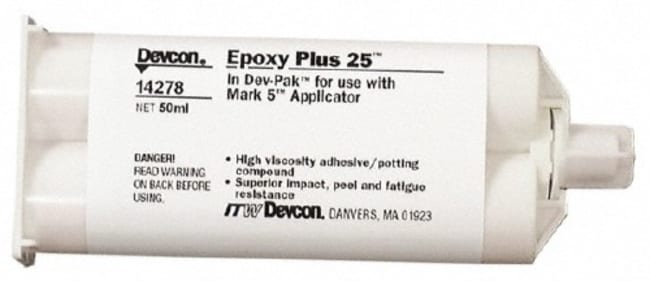 Devcon®
14278
NET 50ml
Epoxy Plus 25™
In Dev-Pak™ for use with
Mark 5™ Applicator
DANGER!
READ WARNING
ON BACK BEFORE
USING.
• High viscosity adhesive/potting
compound
• Superior impact, peel and fatigue
resistance
ITW Devcon® DANVERS, MA 01923